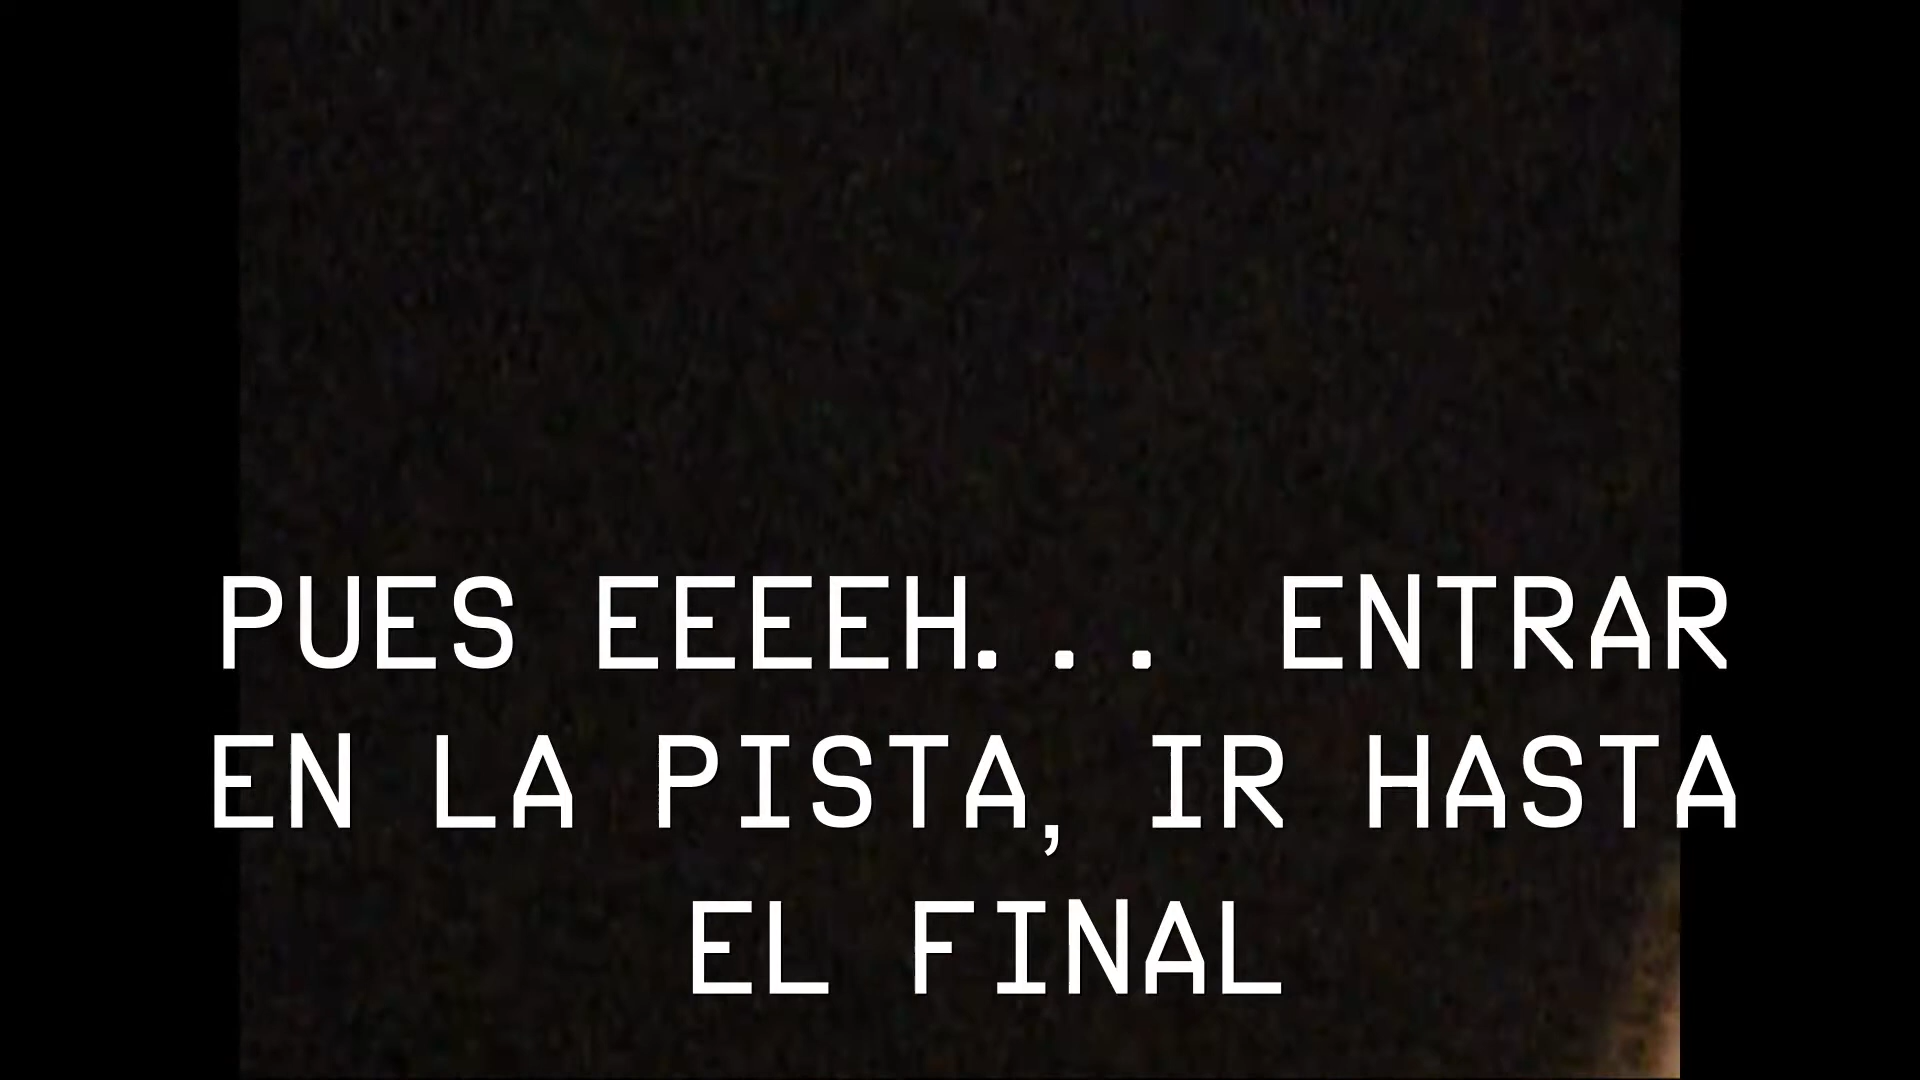 PUES EEEEH... ENTRAR
EN LA PISTA, IR HASTA
EL FINAL